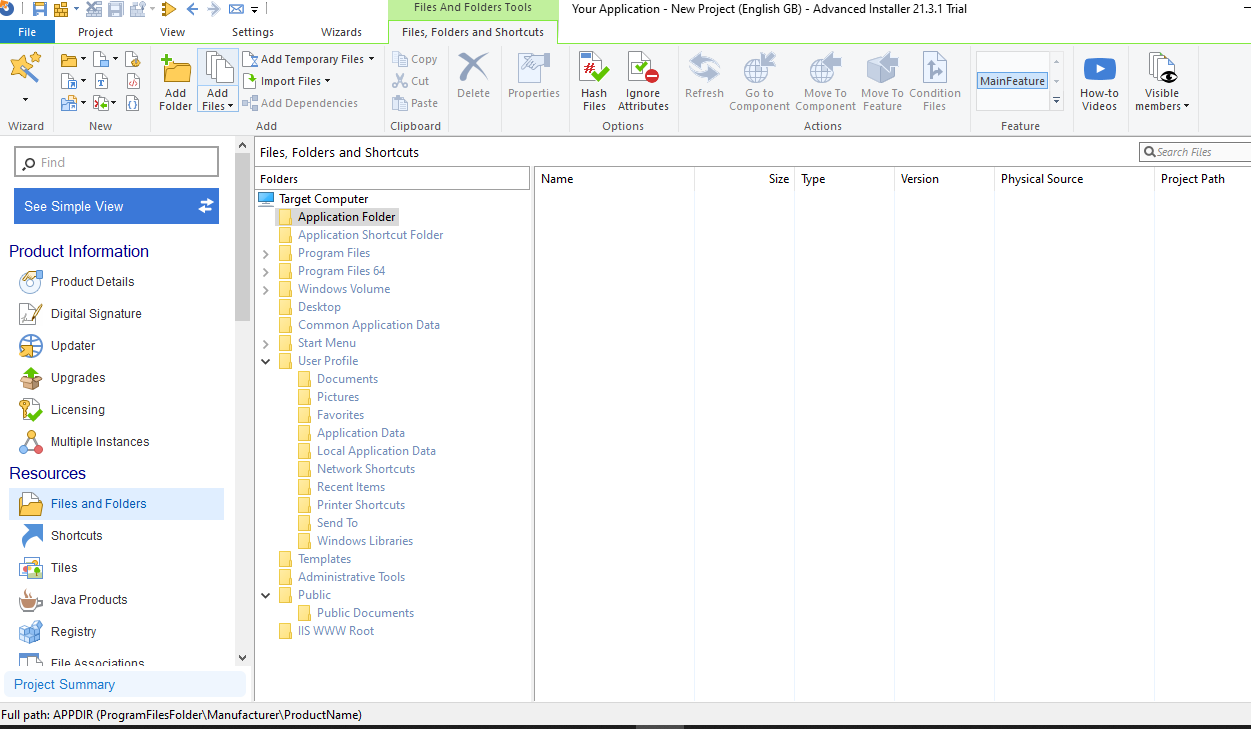 Files And Folders Tools
Your Application - New Project (English GB) - Advanced Installer 21.3.1 Trial
File
Project
View
Settings
Wizards
Files, Folders and Shortcuts
Add Temporary Files
Import Files
Add Dependencies
Add
Folder
Add
Files
Copy
Cut
Paste
Delete
Properties
Hash
Files
Ignore
Attributes
Refresh
Go to
Component
Move To
Component
Move To
Feature
Condition
Files
MainFeature
How-to
Videos
Visible
members
Wizard
New
Add
Clipboard
Options
Actions
Feature
Find
See Simple View
Product Information
Product Details
Digital Signature
Updater
Upgrades
Licensing
Multiple Instances
Resources
Files and Folders
Shortcuts
Tiles
Java Products
Registry
File Associations
Project Summary
Files, Folders and Shortcuts
Search Files
Folders
Target Computer
Application Folder
Application Shortcut Folder
Program Files
Program Files 64
Windows Volume
Desktop
Common Application Data
Start Menu
User Profile
Documents
Pictures
Favorites
Application Data
Local Application Data
Network Shortcuts
Recent Items
Printer Shortcuts
Send To
Windows Libraries
Templates
Administrative Tools
Public
Public Documents
IIS WWW Root
Name
Size
Type
Version
Physical Source
Project Path
Full path: APPDIR (ProgramFilesFolder\Manufacturer\ProductName)